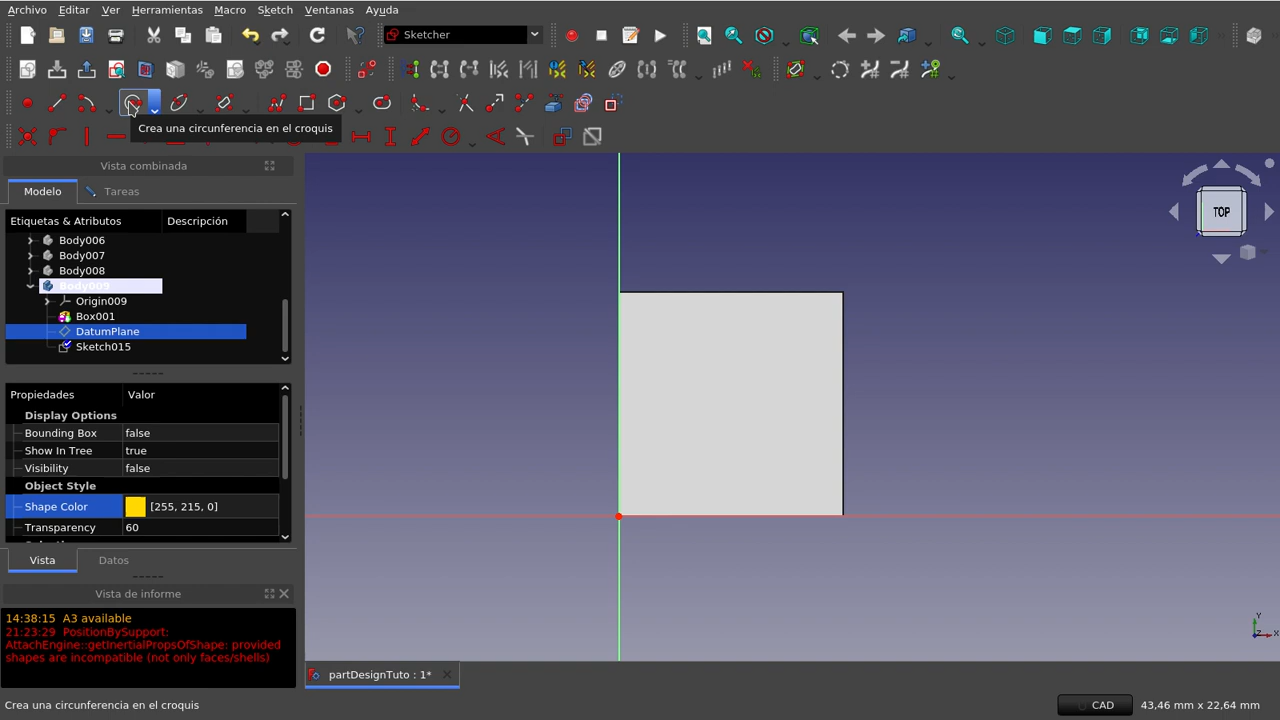 Archivo Editar Ver Herramientas Macro Sketch Ventanas Ayuda
Sketcher
Crea una circunferencia en el croquis
Vista combinada
Modelo Tareas
Etiquetas & Atributos Descripción
Body006
Body007
Body008
Body009
Origin009
Box001
DatumPlane
Sketch015
Propiedades Valor
Display Options
Bounding Box false
Show In Tree true
Visibility false
Object Style
Shape Color [255, 215, 0]
Transparency 60
Vista Datos
Vista de informe
14:38:15 A3 available
21:23:29 PositionBySupport:
AttachEngine::getInertialPropsOfShape: provided
shapes are incompatible (not only faces/shells)
TOP
Y
Z X
partDesignTuto : 1*
Crea una circunferencia en el croquis
CAD 43,46 mm x 22,64 mm